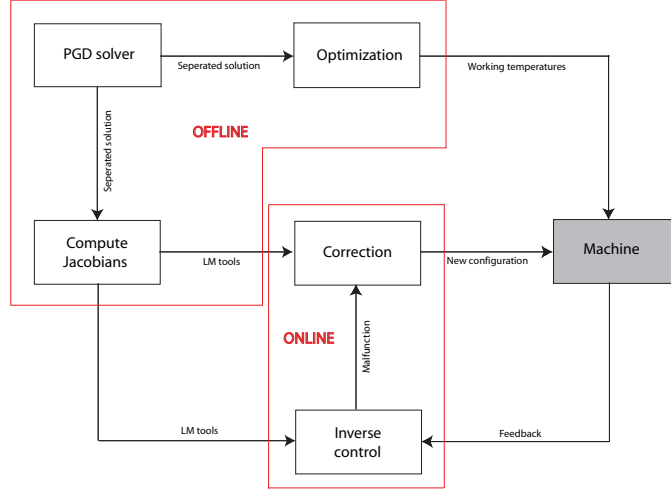 PGD solver
Seperated solution
Optimization
Working temperatures
OFFLINE
Seperated solution
Compute
Jacobians
LM tools
Correction
New configuration
Machine
ONLINE
Malfunction
LM tools
Inverse
control
Feedback